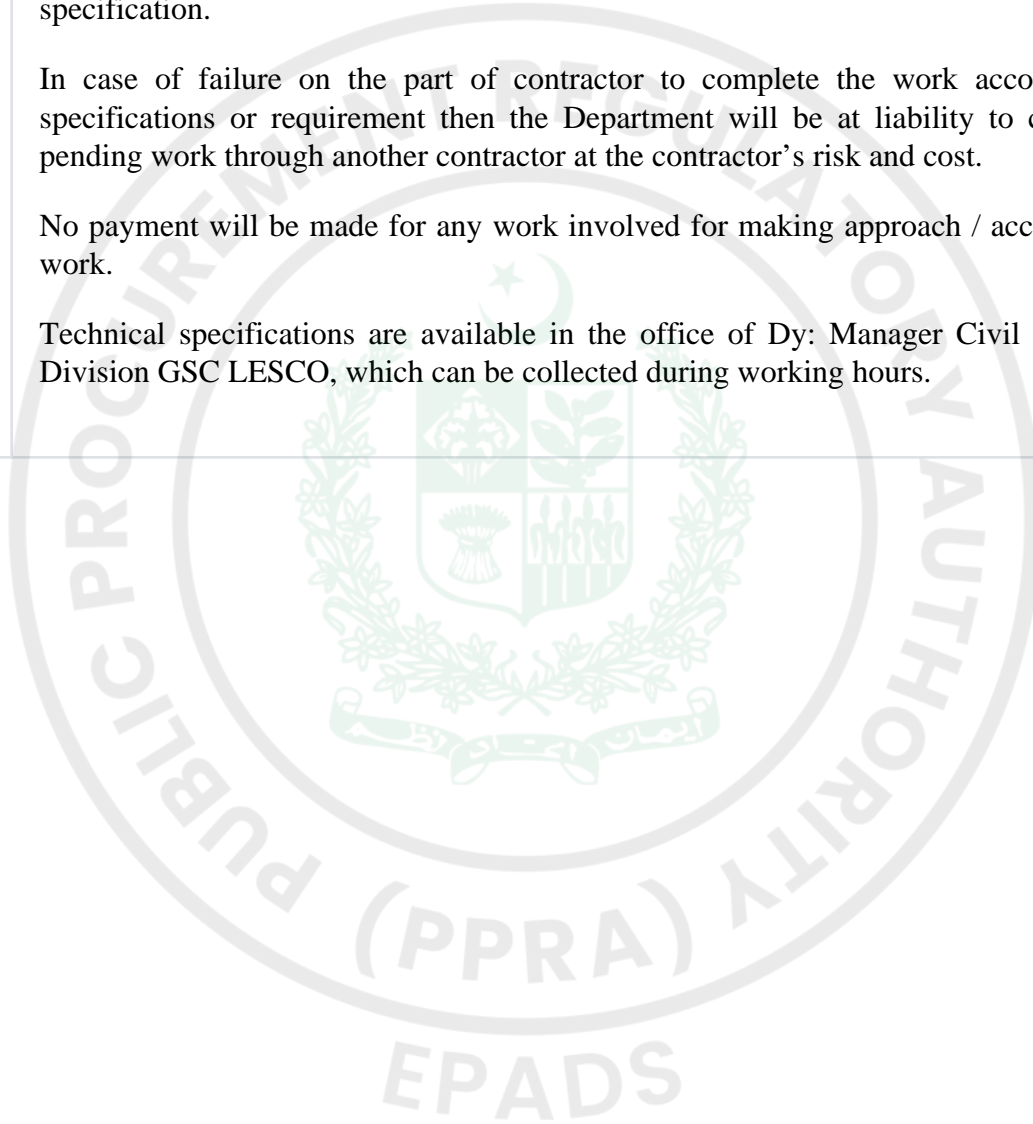 specification.
In case of failure on the part of contractor to complete the work acco
specifications or requirement then the Department will be at liability to
pending work through another contractor at the contractor’s risk and cost.
No payment will be made for any work involved for making approach / acc
work.
Technical specifications are available in the office of Dy: Manager Civil
Division GSC LESCO, which can be collected during working hours.
PUBLIC PROCUREMENT REGULATORY AUTHORITY
(PPRA)
EPADS